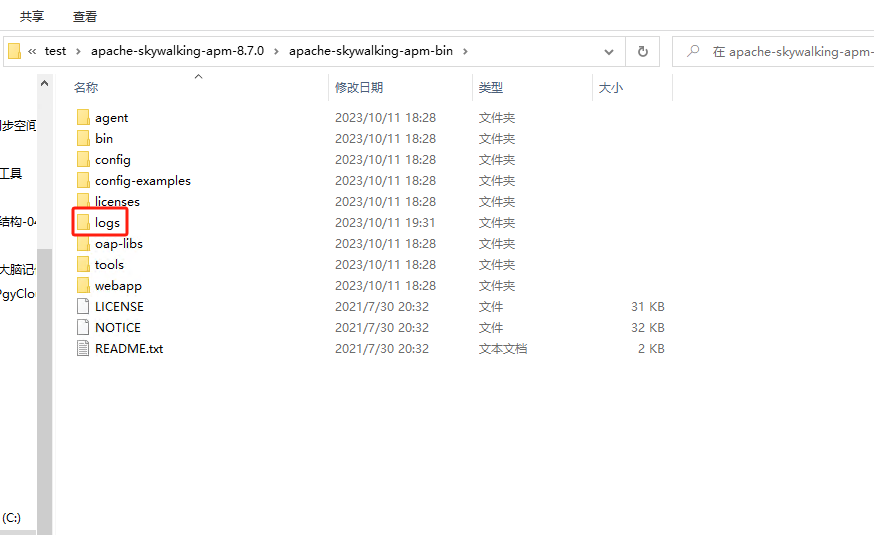 共享 查看
« test › apache-skywalking-apm-8.7.0 › apache-skywalking-apm-bin › 在 apache-skywalking-apm-
名称 修改日期 类型 大小
agent 2023/10/11 18:28 文件夹
步空间 bin 2023/10/11 18:28 文件夹
config 2023/10/11 18:28 文件夹
工具 config-examples 2023/10/11 18:28 文件夹
licenses 2023/10/11 18:28 文件夹
结构-04 logs 2023/10/11 19:31 文件夹
oap-libs 2023/10/11 18:28 文件夹
大脑记 tools 2023/10/11 18:28 文件夹
PgyClo webapp 2023/10/11 18:28 文件夹
LICENSE 2021/7/30 20:32 文件 31 KB
NOTICE 2021/7/30 20:32 文件 32 KB
README.txt 2021/7/30 20:32 文本文档 2 KB
(C:)